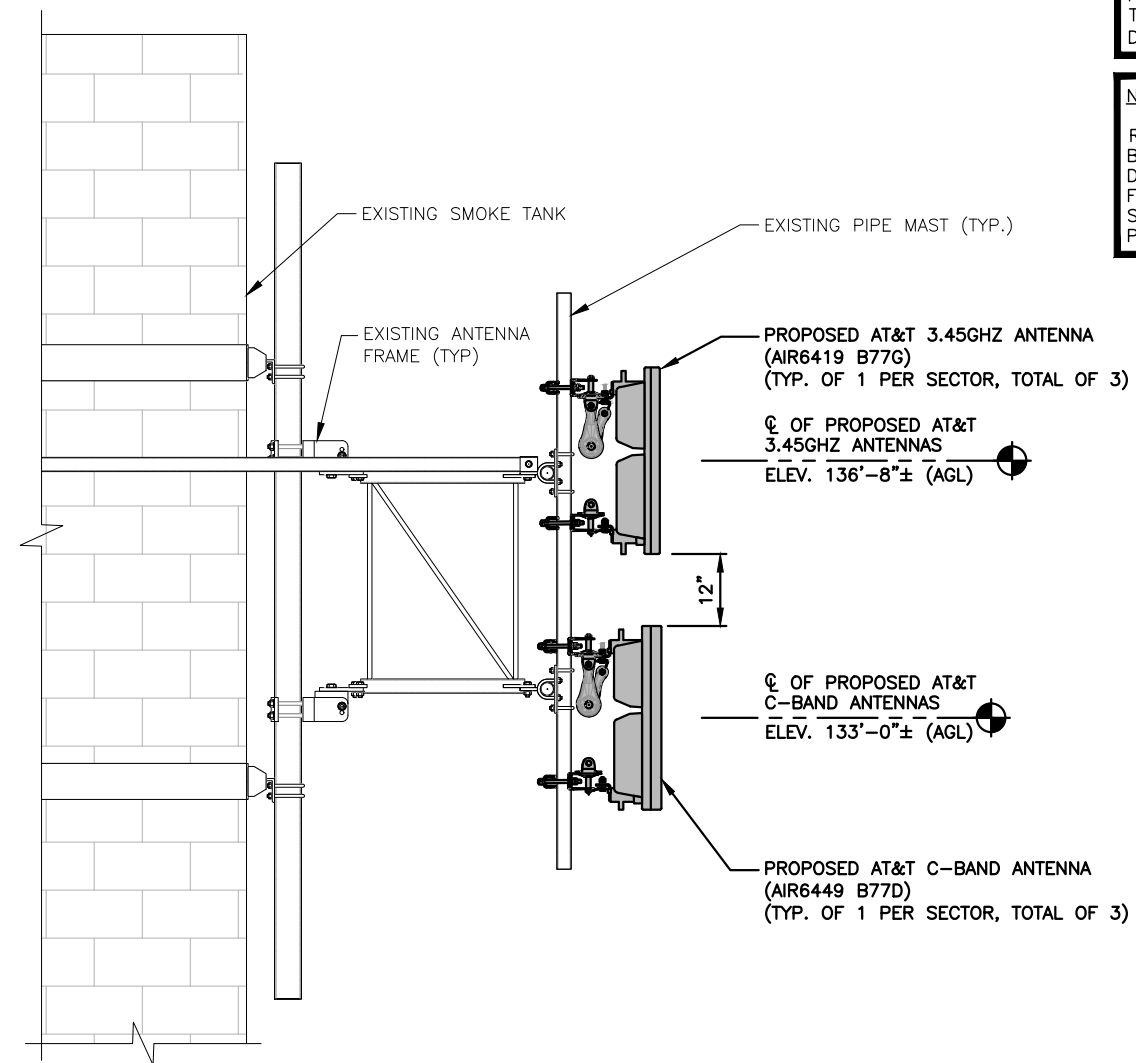 EXISTING SMOKE TANK
EXISTING PIPE MAST (TYP.)
EXISTING ANTENNA
FRAME (TYP)
PROPOSED AT&T 3.45GHZ ANTENNA
(AIR6419 B77G)
(TYP. OF 1 PER SECTOR, TOTAL OF 3)
℄ OF PROPOSED AT&T
3.45GHZ ANTENNAS
ELEV. 136'-8"± (AGL)
12"
℄ OF PROPOSED AT&T
C-BAND ANTENNAS
ELEV. 133'-0"± (AGL)
PROPOSED AT&T C-BAND ANTENNA
(AIR6449 B77D)
(TYP. OF 1 PER SECTOR, TOTAL OF 3)